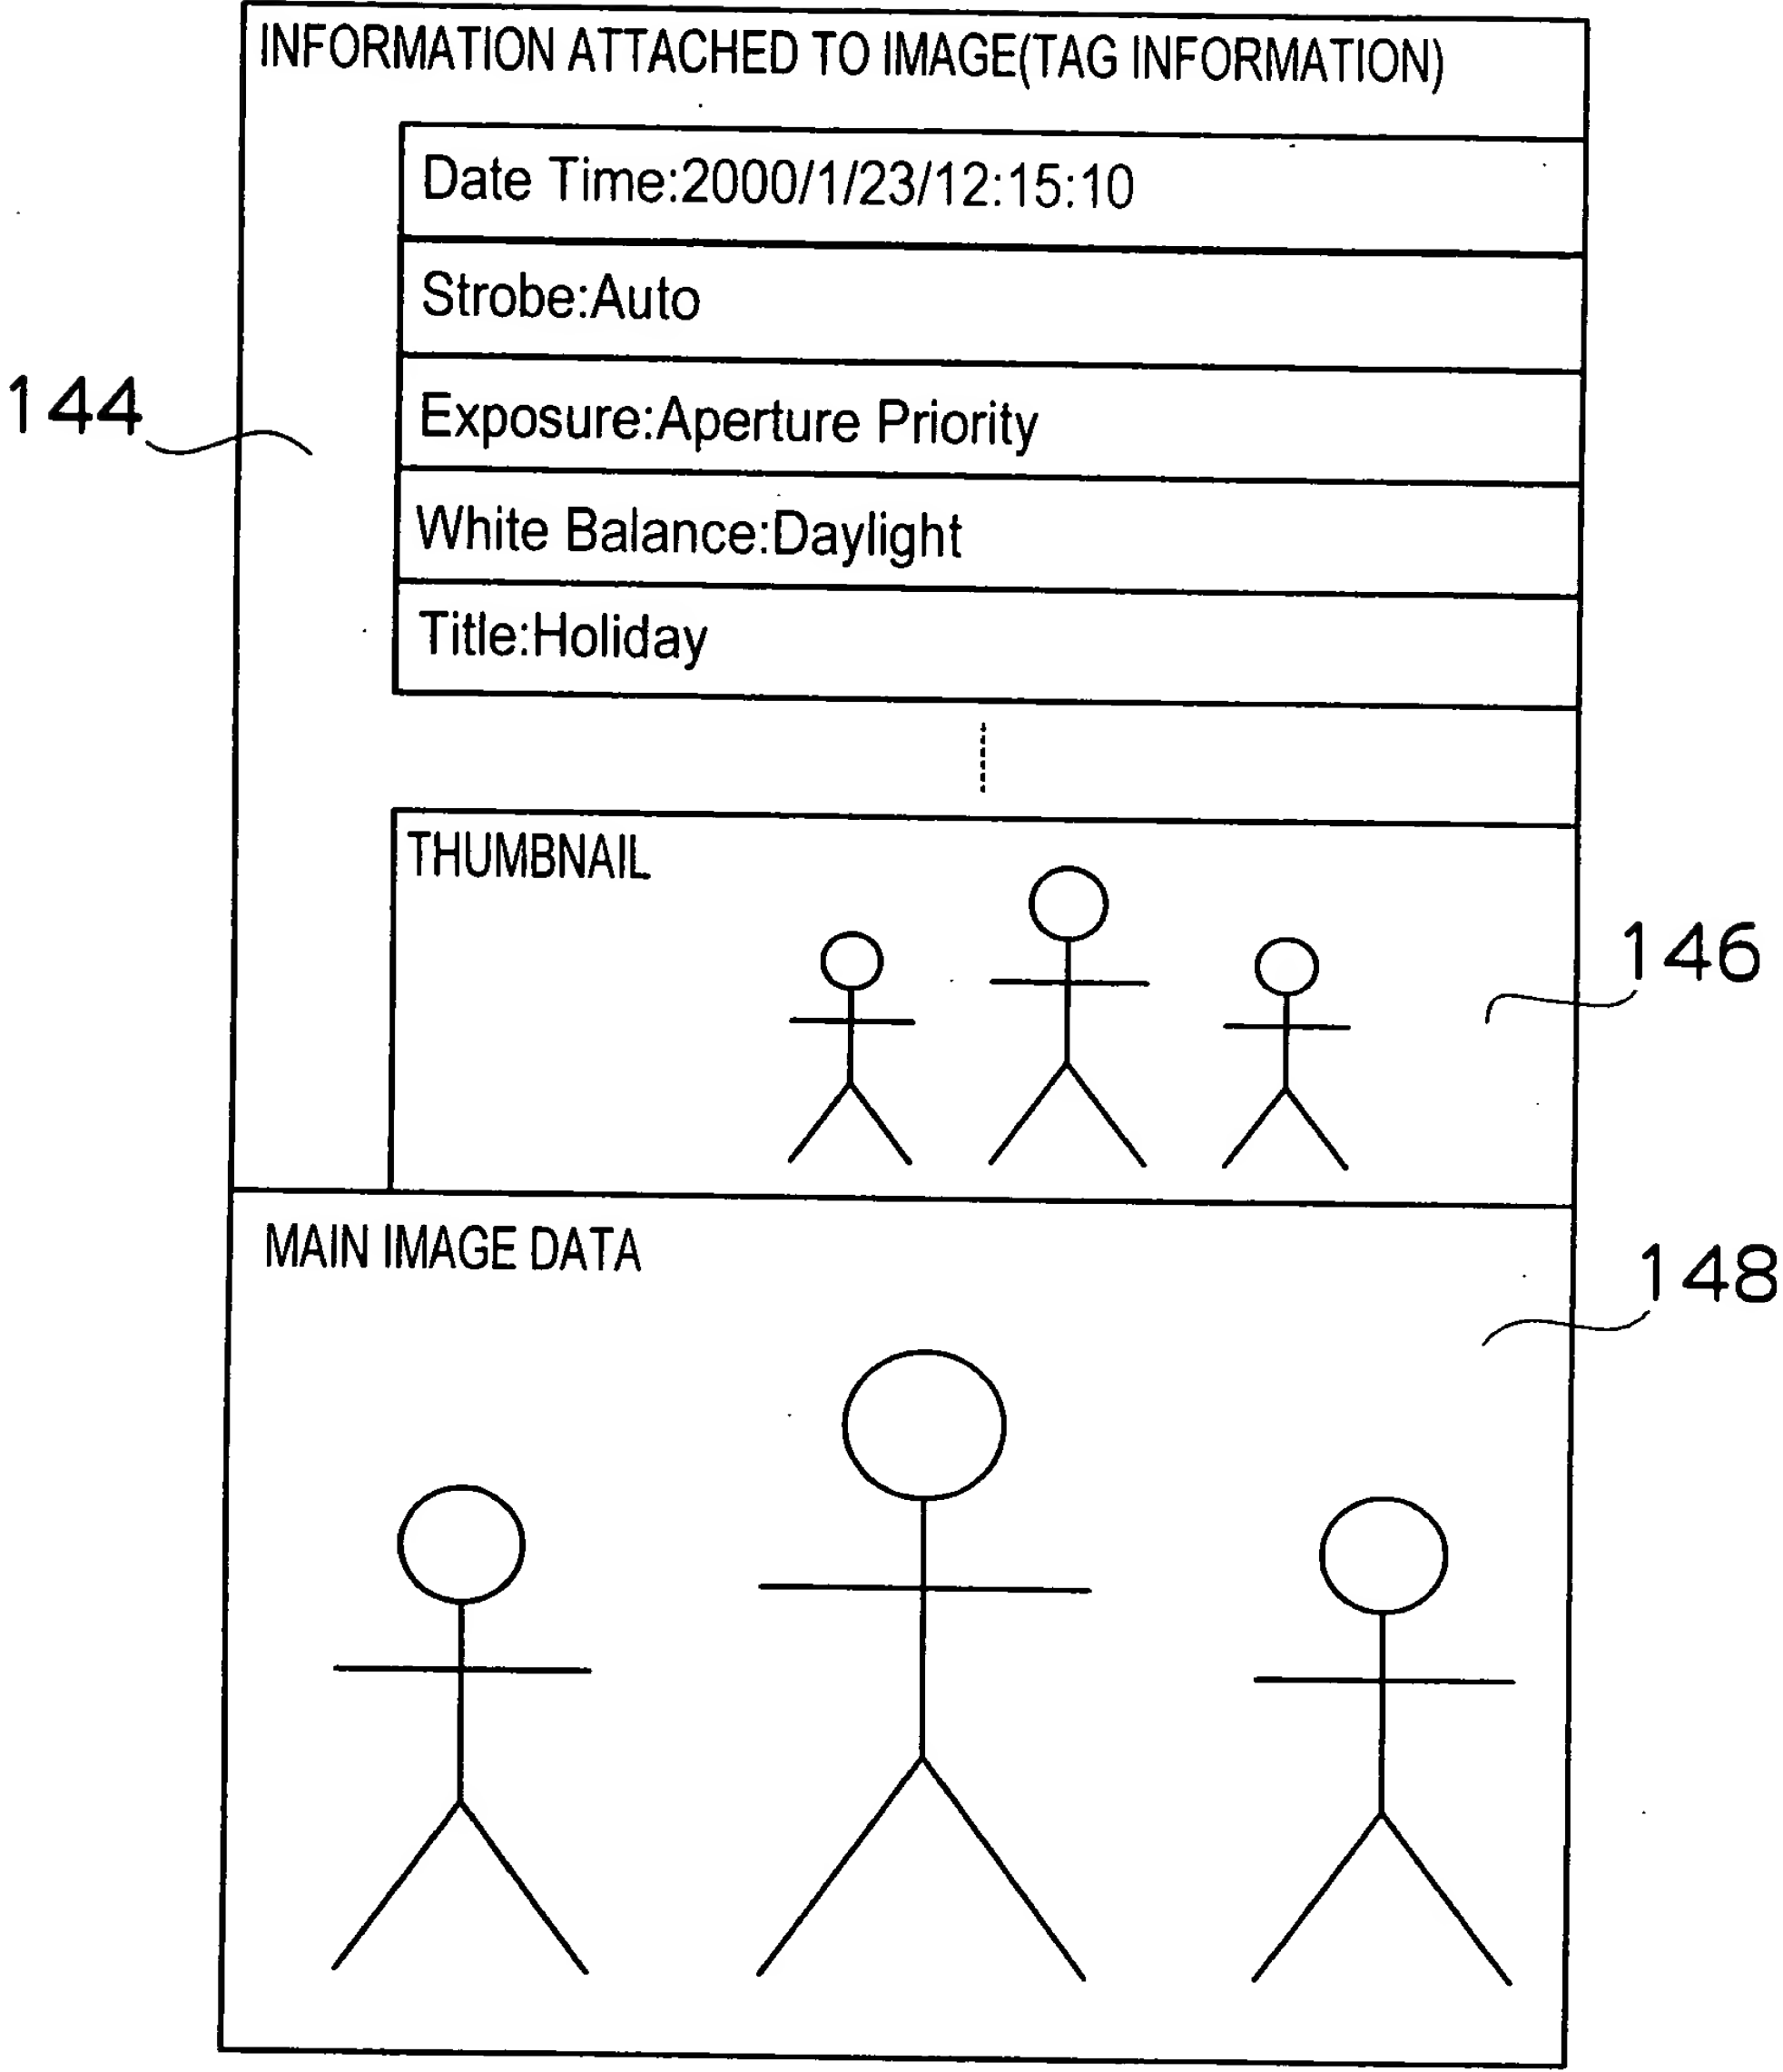 INFORMATION ATTACHED TO IMAGE(TAG INFORMATION)
Date Time:2000/1/23/12:15:10
Strobe:Auto
144
Exposure:Aperture Priority
White Balance:Daylight
Title:Holiday
THUMBNAIL
146
MAIN IMAGE DATA
148